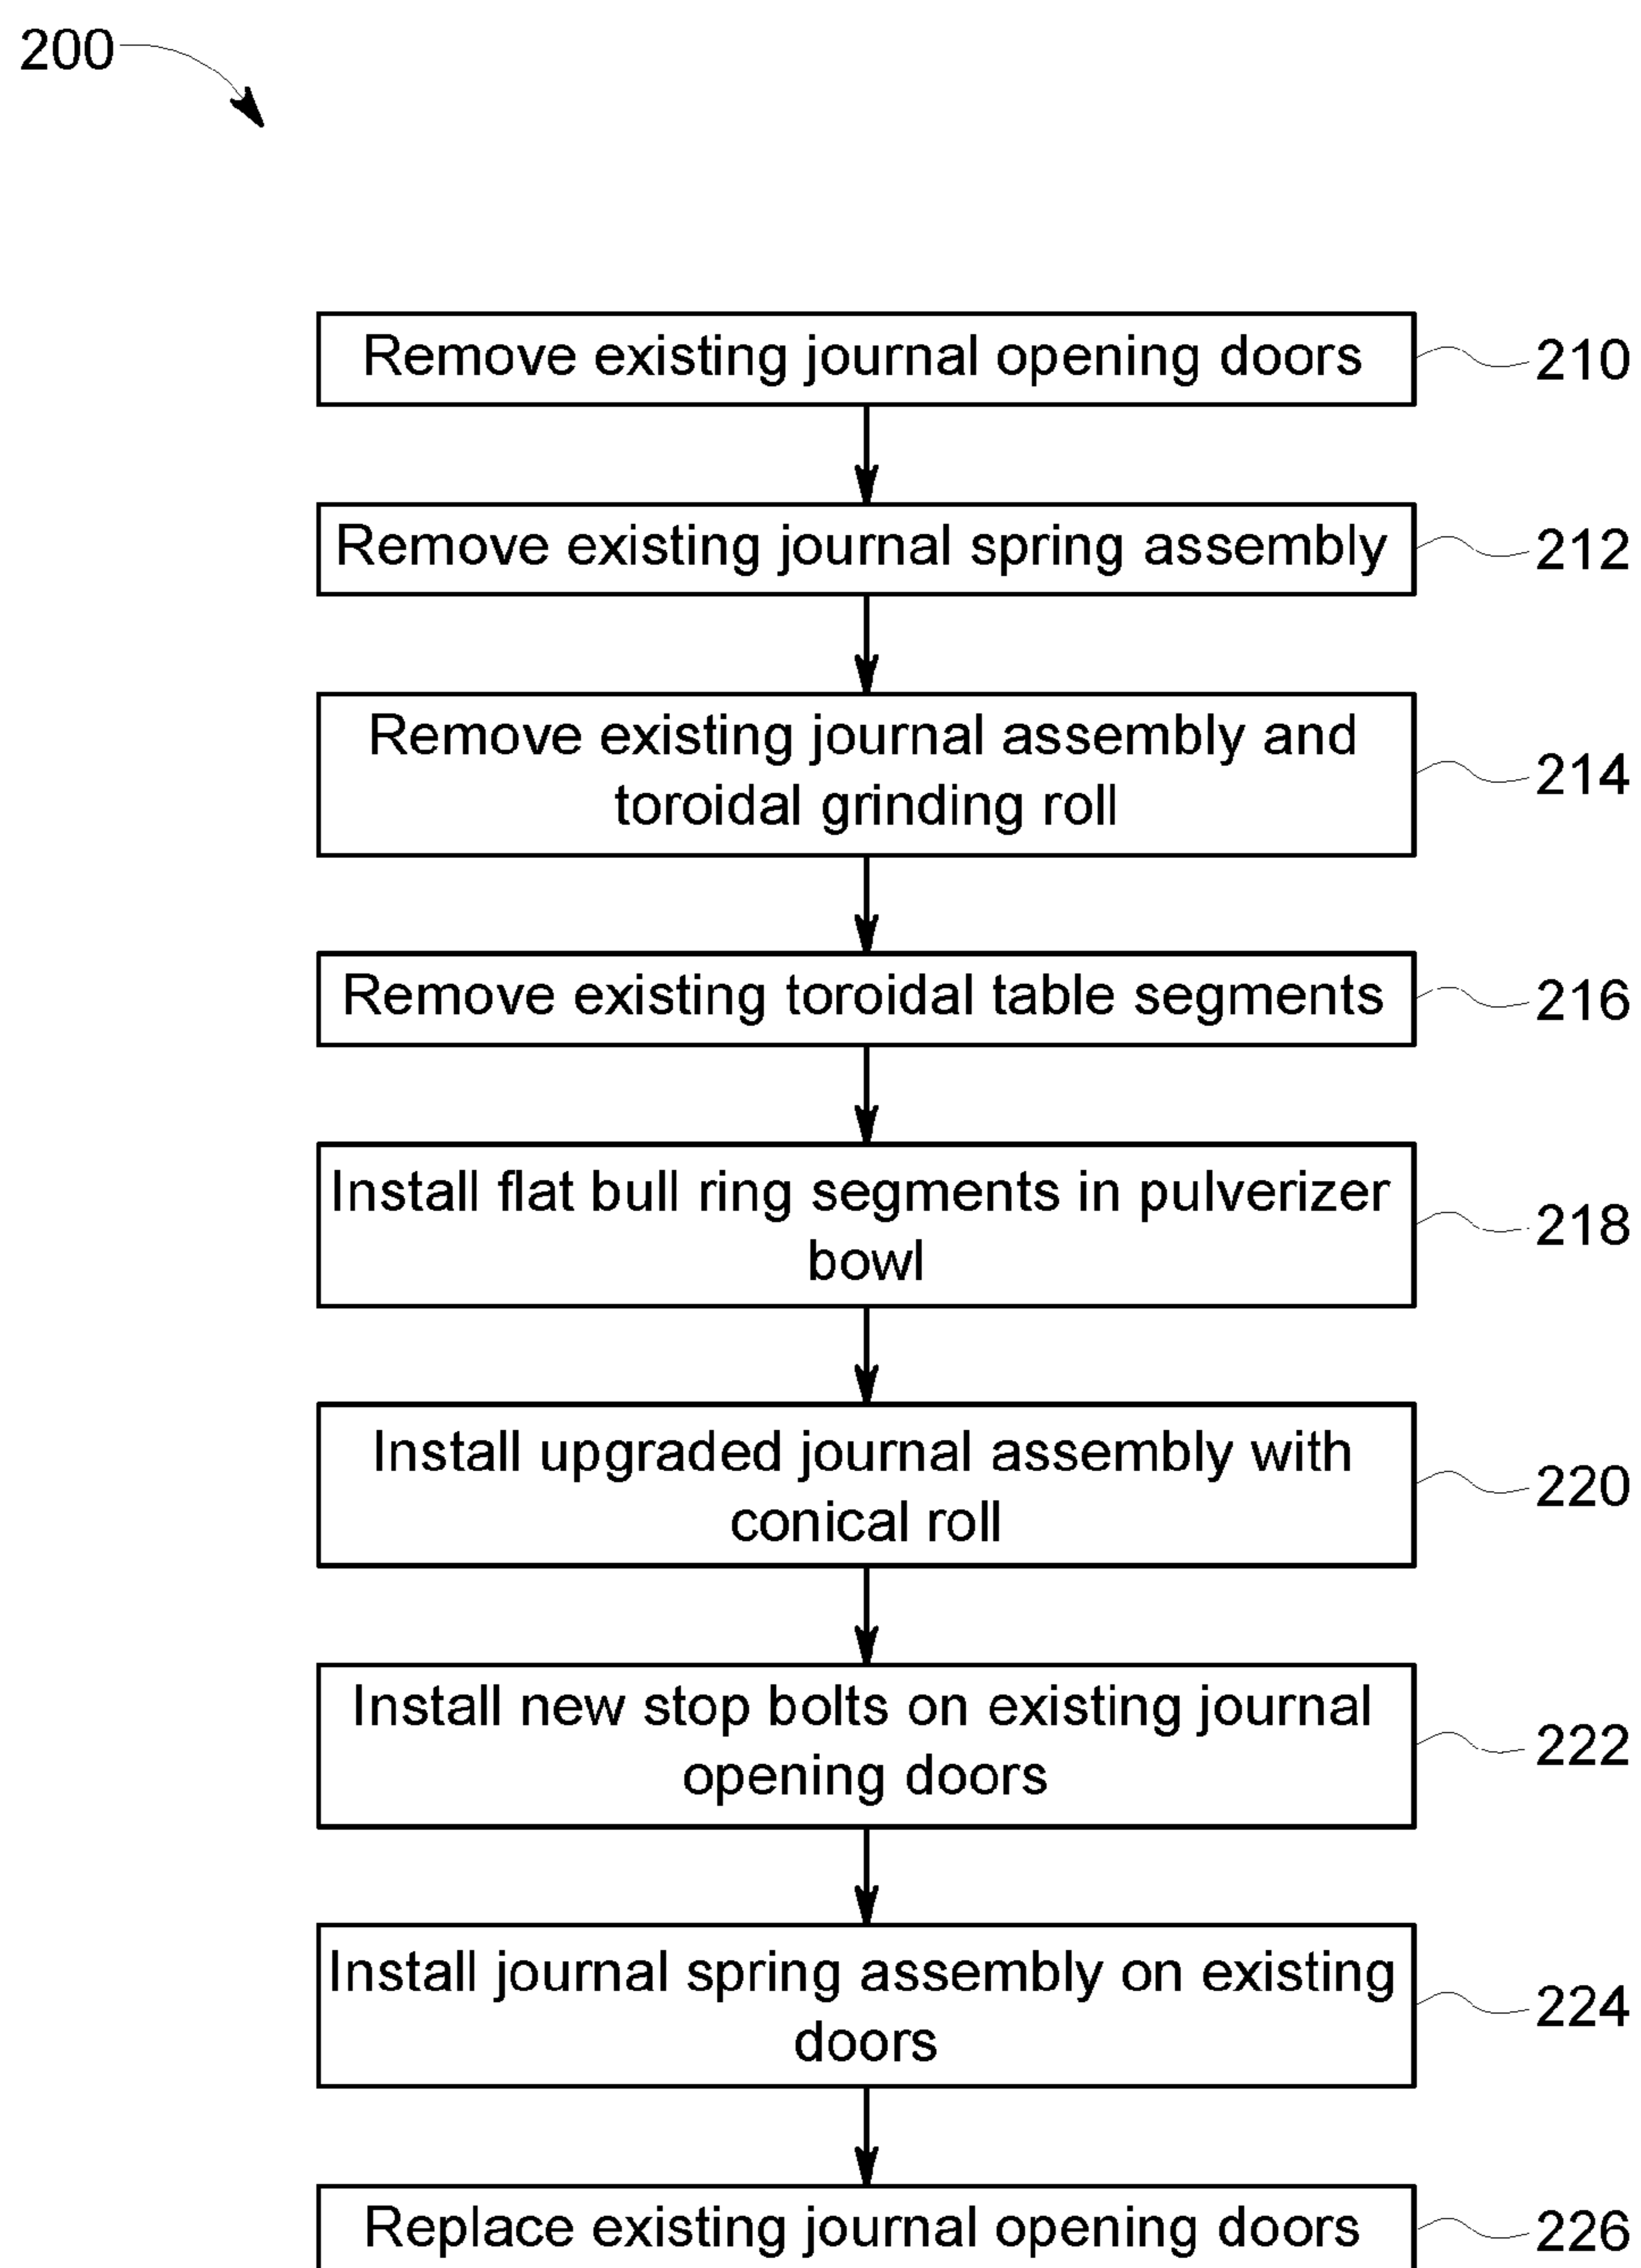 200
Remove existing journal opening doors
210
Remove existing journal spring assembly
212
Remove existing journal assembly and
toroidal grinding roll
214
Remove existing toroidal table segments
216
Install flat bull ring segments in pulverizer
bowl
218
Install upgraded journal assembly with
conical roll
220
Install new stop bolts on existing journal
opening doors
222
Install journal spring assembly on existing
doors
224
Replace existing journal opening doors
226